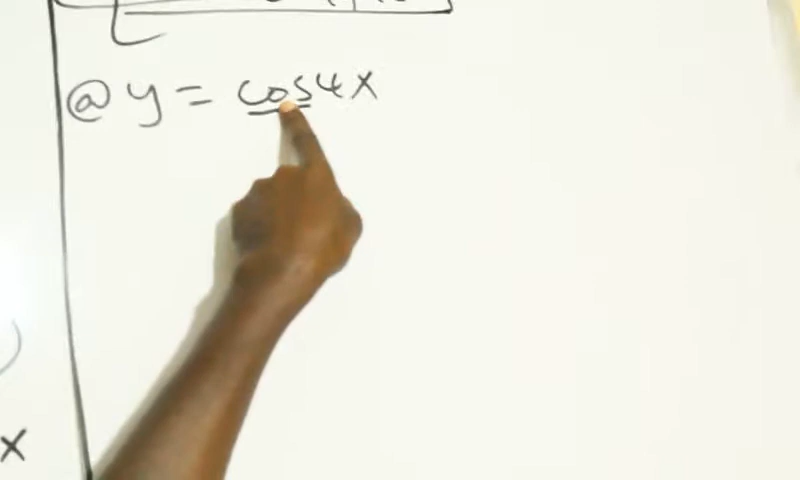 @ y = cos4x
x